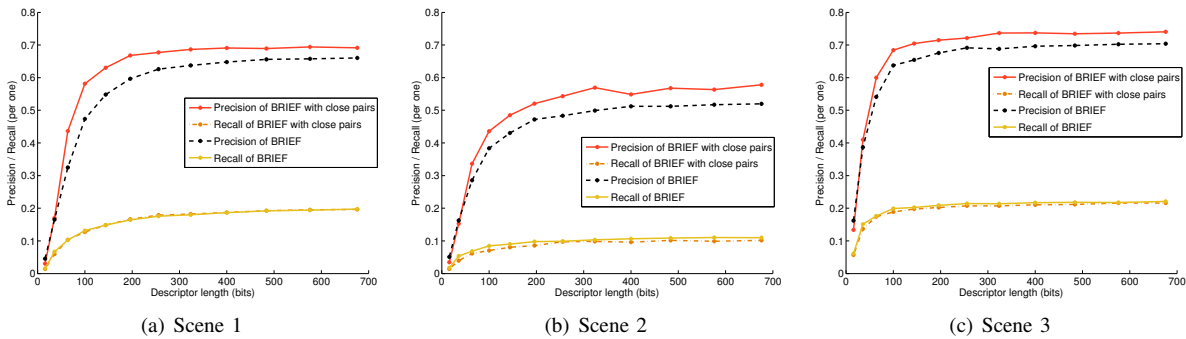 0.8
0.7
0.6
0.5
0.4
0.3
0.2
0.1
0
Precision / Recall (per one)
0 100 200 300 400 500 600 700
Descriptor length (bits)
Precision of BRIEF with close pairs
Recall of BRIEF with close pairs
Precision of BRIEF
Recall of BRIEF
(a) Scene 1
0.8
0.7
0.6
0.5
0.4
0.3
0.2
0.1
0
Precision / Recall (per one)
0 100 200 300 400 500 600 700
Descriptor length (bits)
Precision of BRIEF with close pairs
Recall of BRIEF with close pairs
Precision of BRIEF
Recall of BRIEF
(b) Scene 2
0.8
0.7
0.6
0.5
0.4
0.3
0.2
0.1
0
Precision / Recall (per one)
0 100 200 300 400 500 600 700
Descriptor length (bits)
Precision of BRIEF with close pairs
Recall of BRIEF with close pairs
Precision of BRIEF
Recall of BRIEF
(c) Scene 3